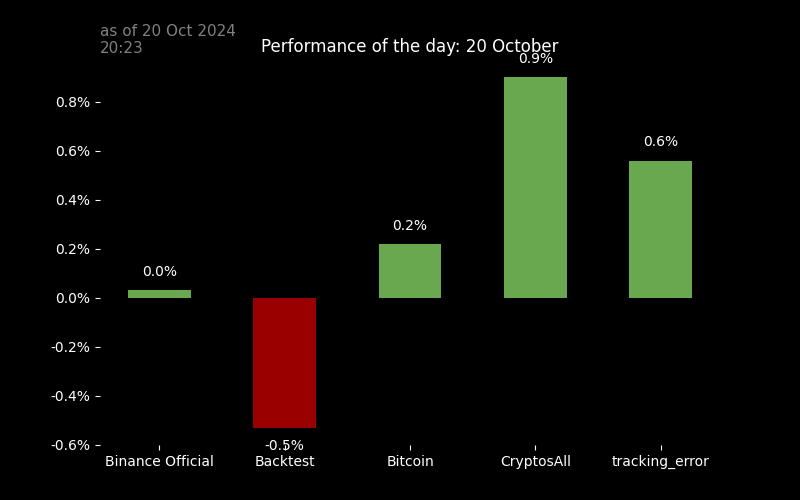 as of 20 Oct 2024
20:23
Performance of the day: 20 October
0.9%
0.8%
0.6%
0.6%
0.4%
0.2%
0.2%
0.0%
0.0%
-0.2%
-0.4%
-0.6%
-0.5%
Binance Official
Backtest
Bitcoin
CryptosAll
tracking_error